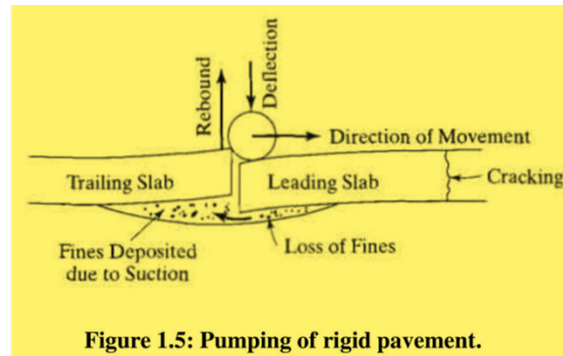 Rebound
Deflection
Direction of Movement
Trailing Slab
Leading Slab
Cracking
Fines Deposited
due to Suction
Loss of Fines
Figure 1.5: Pumping of rigid pavement.